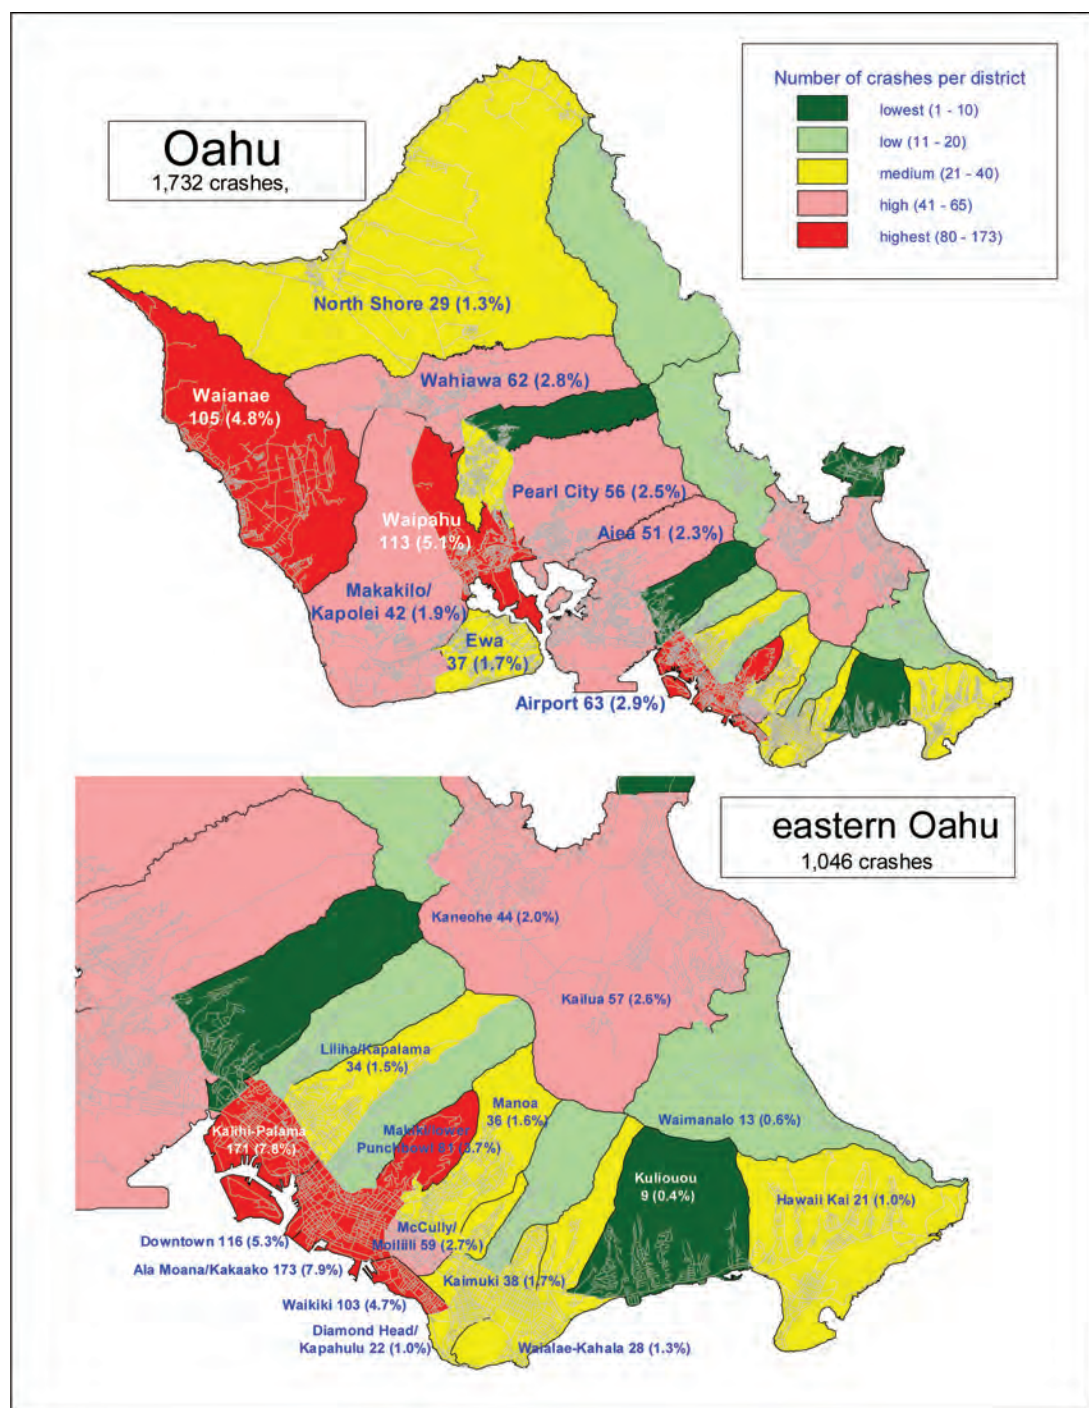 Oahu
1,732 crashes,
Number of crashes per district
lowest (1 - 10)
low (11 - 20)
medium (21 - 40)
high (41 - 65)
highest (80 - 173)
North Shore 29 (1.3%)
Wahiawa 62 (2.8%)
Waianae
105 (4.8%)
Pearl City 56 (2.5%)
Waipahu
113 (5.1%)
Aiea 51 (2.3%)
Makakilo/
Kapolei 42 (1.9%)
Ewa
37 (1.7%)
Airport 63 (2.9%)
eastern Oahu
1,046 crashes
Kaneohe 44 (2.0%)
Kailua 57 (2.6%)
Liliha/Kapalama
34 (1.5%)
Manoa
36 (1.6%)
Waimanalo 13 (0.6%)
Kalihi-Palama
171 (7.8%)
Makiki/lower
Punchbowl 81 (3.7%)
Kuliouou
9 (0.4%)
Hawaii Kai 21 (1.0%)
McCully/
Moiliili 59 (2.7%)
Downtown 116 (5.3%)
Ala Moana/Kakaako 173 (7.9%)
Kaimuki 38 (1.7%)
Waikiki 103 (4.7%)
Diamond Head/
Kapahulu 22 (1.0%)
Waialae-Kahala 28 (1.3%)